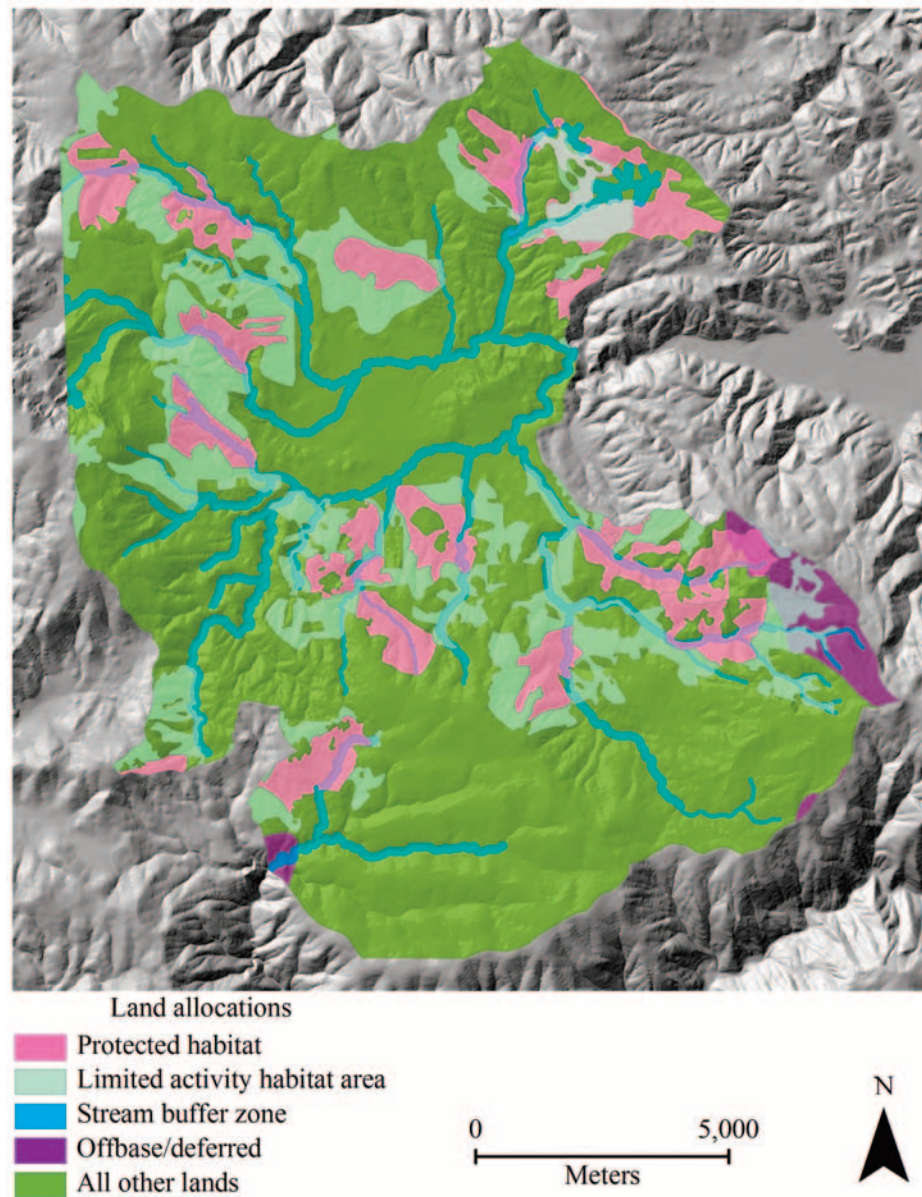 Land allocations
Protected habitat
Limited activity habitat area
Stream buffer zone
Offbase/deferred
All other lands
0 5,000
Meters
N